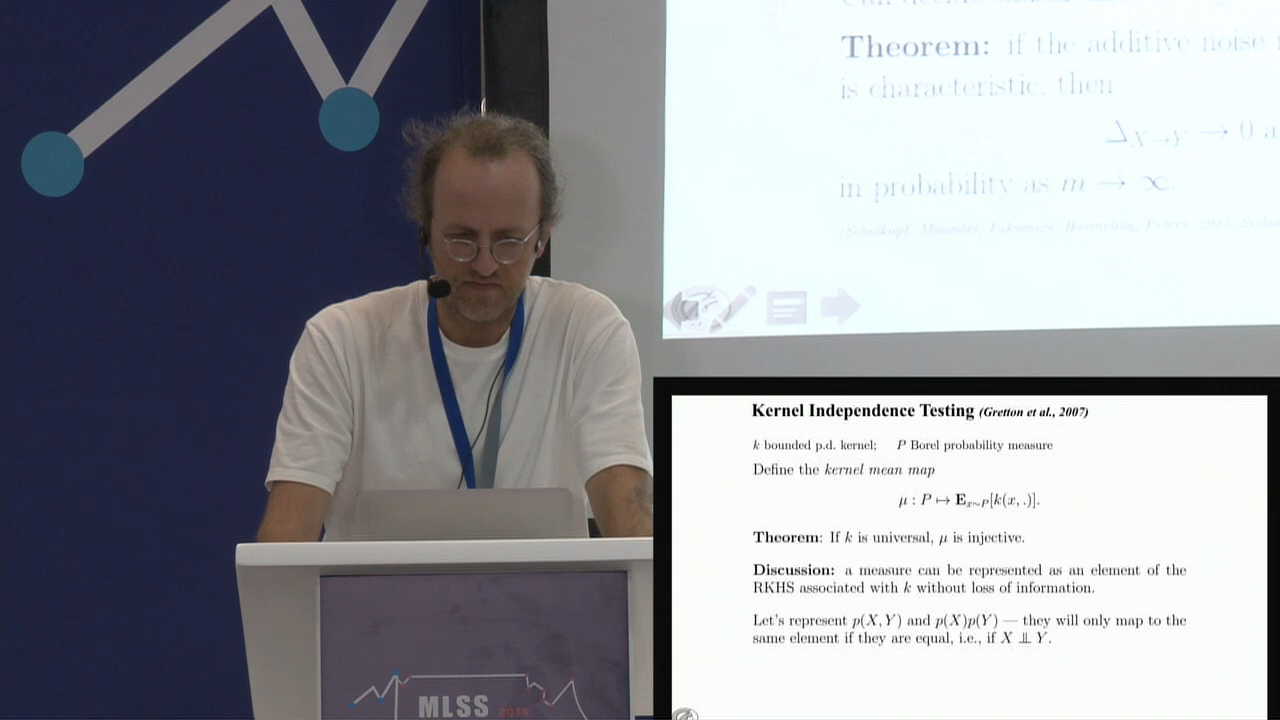 Theorem: if the additive noise
is characteristic, then
Δ_{X→Y} → 0 a
in probability as m → ∞.
Kernel Independence Testing (Gretton et al., 2007)
k bounded p.d. kernel; P Borel probability measure
Define the kernel mean map
μ : P ↦ E_{x∼P}[k(x, .)].
Theorem: If k is universal, μ is injective.
Discussion: a measure can be represented as an element of the
RKHS associated with k without loss of information.
Let's represent p(X, Y) and p(X)p(Y) — they will only map to the
same element if they are equal, i.e., if X ⫫ Y.
MLSS 2019